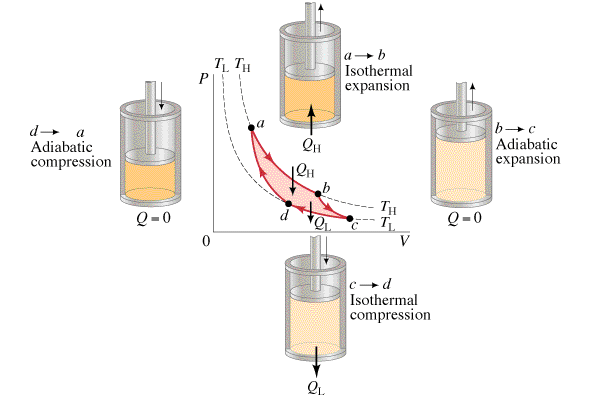 a → b
Isothermal
expansion
Q_H
T_L T_H
P
a
Q_H
b
d
Q_L
c
T_H
T_L
0
V
d → a
Adiabatic
compression
Q = 0
b → c
Adiabatic
expansion
Q = 0
c → d
Isothermal
compression
Q_L